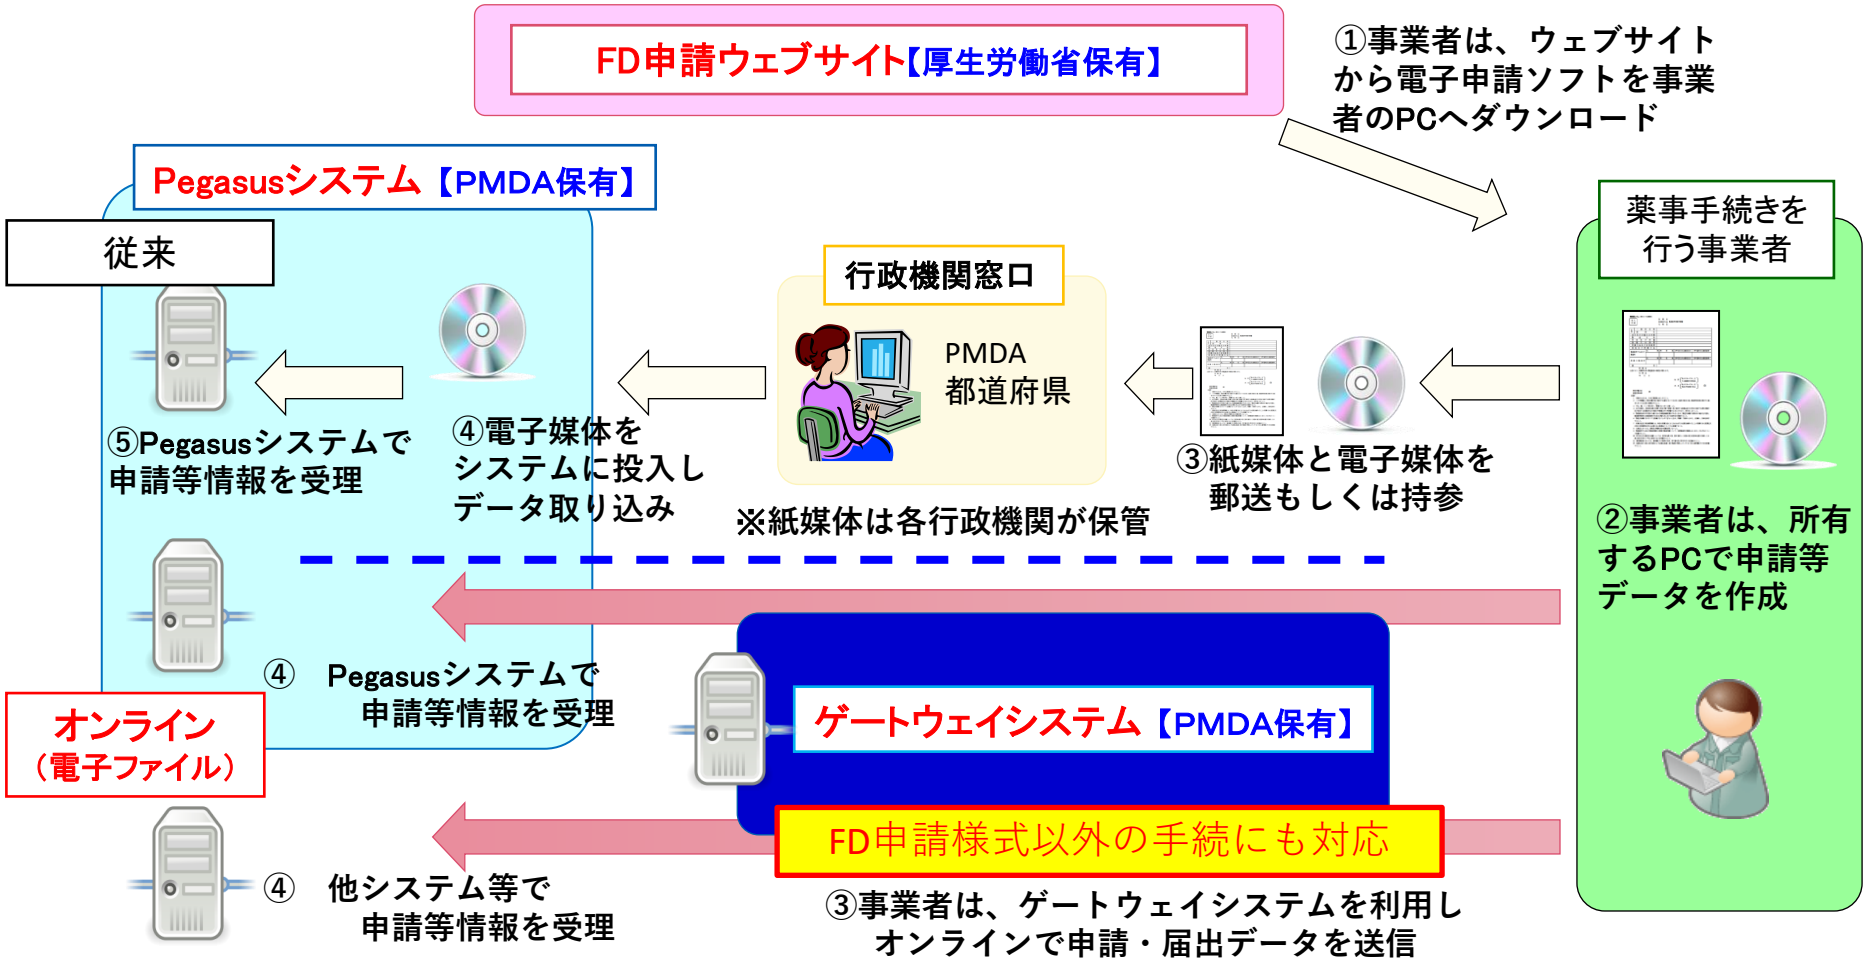 FD申請ウェブサイト【厚生労働省保有】
①事業者は、ウェブサイト
から電子申請ソフトを事業
者のPCへダウンロード
Pegasusシステム【PMDA保有】
従来
薬事手続きを
行う事業者
行政機関窓口
PMDA
都道府県
⑤Pegasusシステムで
申請等情報を受理
④電子媒体を
システムに投入し
データ取り込み
③紙媒体と電子媒体を
郵送もしくは持参
※紙媒体は各行政機関が保管
②事業者は、所有
するPCで申請等
データを作成
④ Pegasusシステムで
申請等情報を受理
オンライン
（電子ファイル）
ゲートウェイシステム【PMDA保有】
FD申請様式以外の手続にも対応
④ 他システム等で
申請等情報を受理
③事業者は、ゲートウェイシステムを利用し
オンラインで申請・届出データを送信